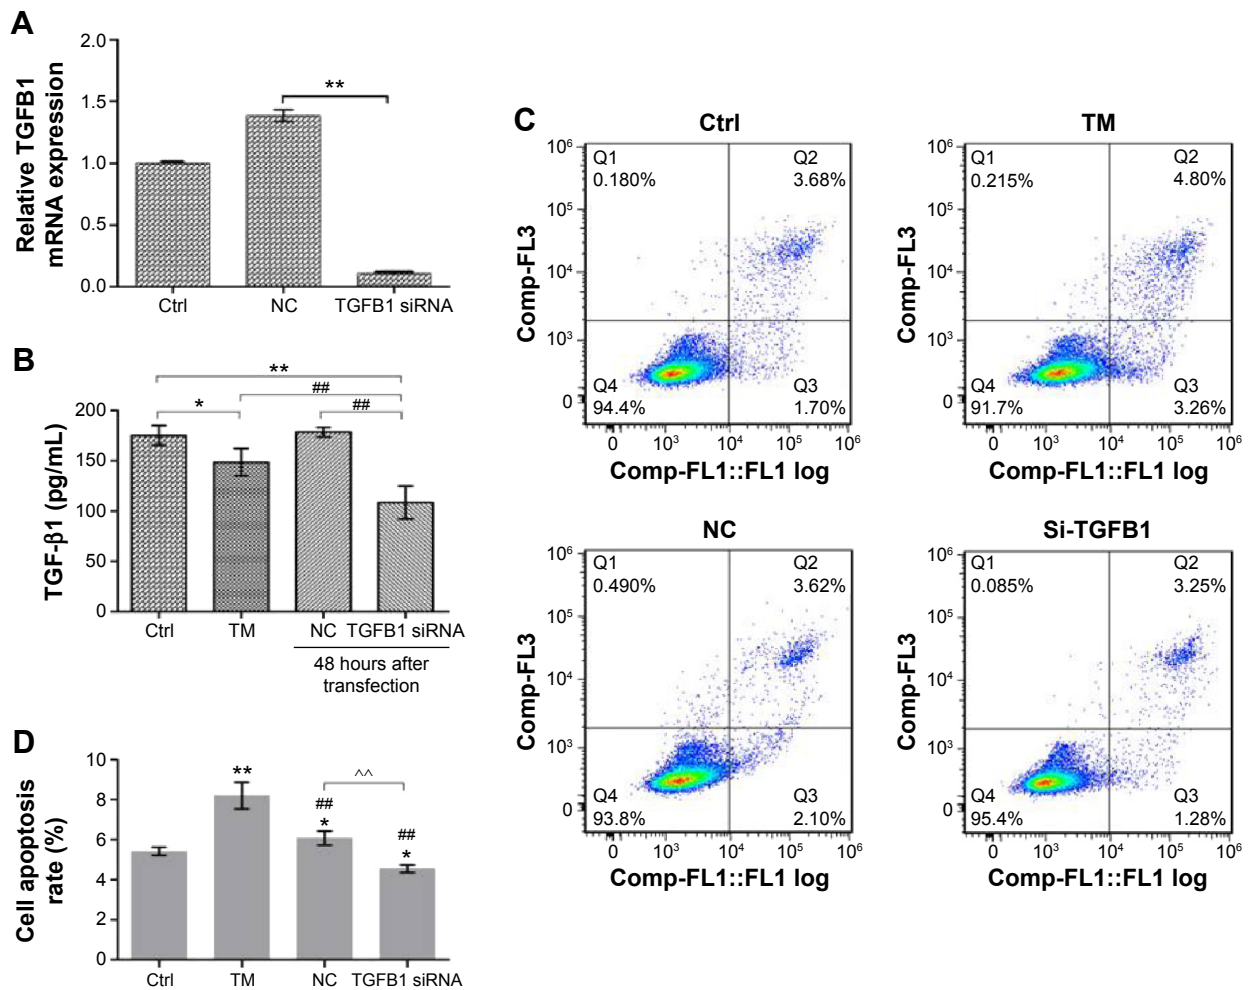 A
Relative TGFB1
mRNA expression
2.0
1.5
1.0
0.5
0.0
**
Ctrl
NC
TGFB1 siRNA
B
TGF-β1 (pg/mL)
200
150
100
50
0
**
##
*
##
Ctrl
TM
NC
TGFB1 siRNA
48 hours after
transfection
D
Cell apoptosis
rate (%)
10
8
6
4
2
0
**
##
*
^^
##
*
Ctrl
TM
NC
TGFB1 siRNA
C
Ctrl
Comp-FL3
10⁶
10⁵
10⁴
10³
0
Q1
0.180%
Q2
3.68%
Q4
94.4%
Q3
1.70%
0
10³
10⁴
10⁵
10⁶
Comp-FL1::FL1 log
TM
Comp-FL3
10⁶
10⁵
10⁴
10³
0
Q1
0.215%
Q2
4.80%
Q4
91.7%
Q3
3.26%
0
10³
10⁴
10⁵
10⁶
Comp-FL1::FL1 log
NC
Comp-FL3
10⁶
10⁵
10⁴
10³
0
Q1
0.490%
Q2
3.62%
Q4
93.8%
Q3
2.10%
0
10³
10⁴
10⁵
10⁶
Comp-FL1::FL1 log
Si-TGFB1
Comp-FL3
10⁶
10⁵
10⁴
10³
0
Q1
0.085%
Q2
3.25%
Q4
95.4%
Q3
1.28%
0
10³
10⁴
10⁵
10⁶
Comp-FL1::FL1 log